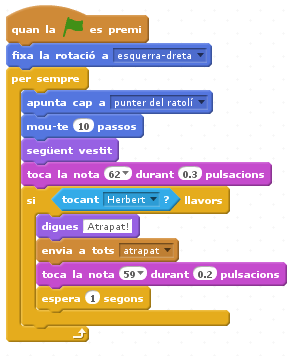 quan la es premi
fixa la rotació a esquerra-dreta
per sempre
apunta cap a punter del ratolí
mou-te 10 passos
següent vestit
toca la nota 62 durant 0.3 pulsacions
si tocant Herbert ? llavors
digues Atrapat!
envia a tots atrapat
toca la nota 59 durant 0.2 pulsacions
espera 1 segons